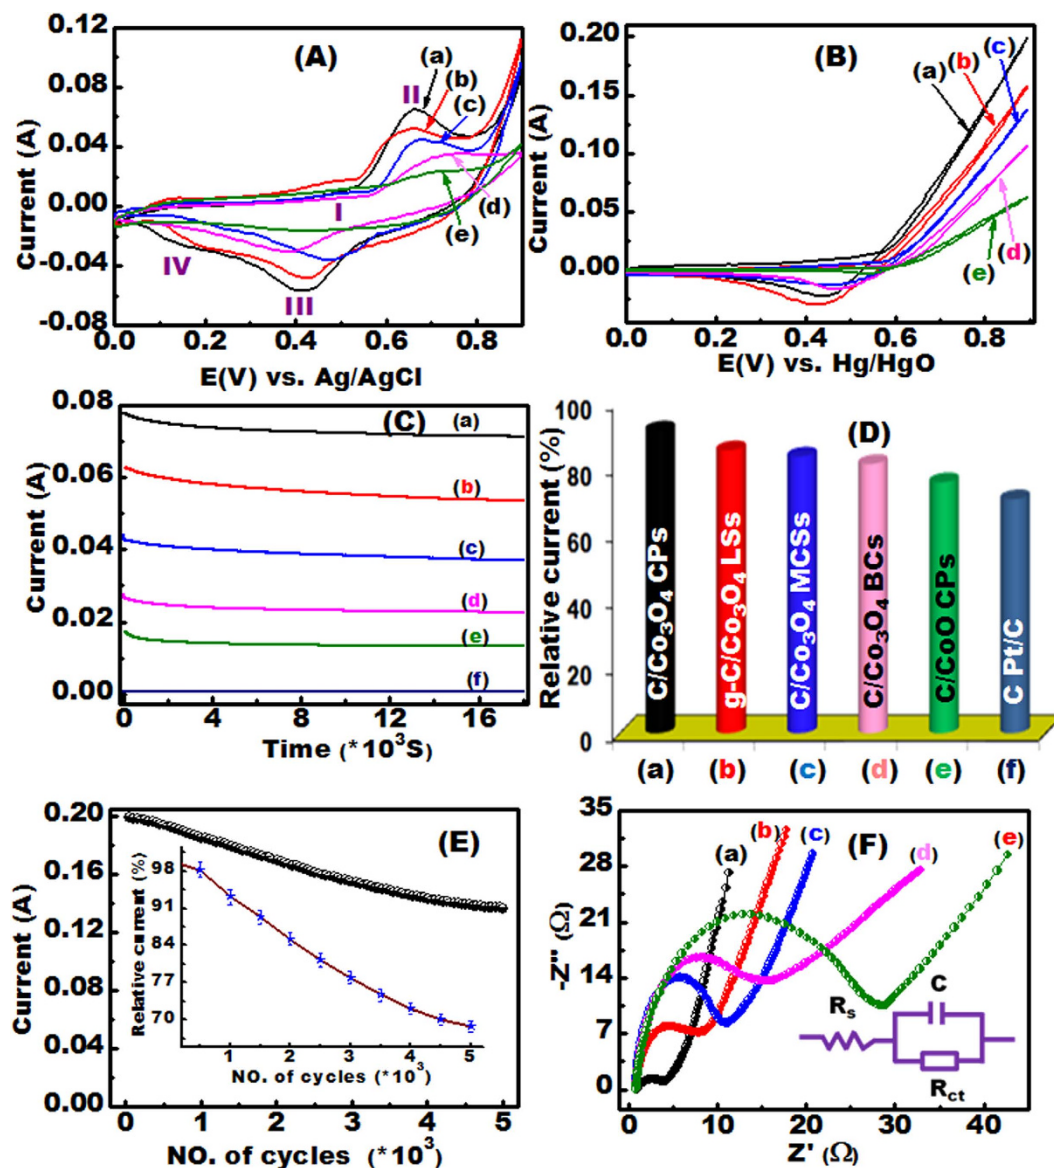 (A)
0.12
0.08
0.04
0.00
-0.04
-0.08
Current (A)
II
(a)
(b)
(c)
I
(d)
(e)
IV
III
0.0 0.2 0.4 0.6 0.8
E(V) vs. Ag/AgCl
(B)
0.20
0.15
0.10
0.05
0.00
Current (A)
(a)
(b)
(c)
(d)
(e)
0.0 0.2 0.4 0.6 0.8
E(V) vs. Hg/HgO
(C)
0.08
0.06
0.04
0.02
0.00
Current (A)
(a)
(b)
(c)
(d)
(e)
(f)
0 4 8 12 16
Time (*10³S)
(D)
100
80
60
40
20
0
Relative current (%)
C/Co₃O₄ CPs
g-C/Co₃O₄ LSs
C/Co₃O₄ MCSs
C/Co₃O₄ BCs
C/CoO CPs
C Pt/C
(a) (b) (c) (d) (e) (f)
(E)
0.20
0.16
0.12
0.08
0.04
0.00
Current (A)
98
91
84
77
70
Relative current (%)
1 2 3 4 5
NO. of cycles (*10³)
0 1 2 3 4 5
NO. of cycles (*10³)
(F)
35
28
21
14
7
0
-Z" (Ω)
(a)
(b)
(c)
(d)
(e)
Rs
C
Rct
0 10 20 30 40
Z' (Ω)